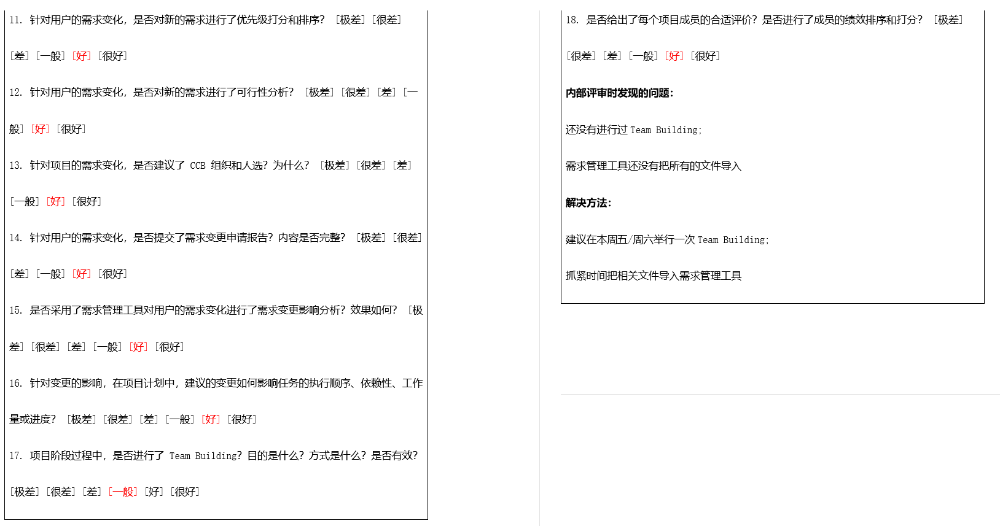 11. 针对用户的需求变化，是否对新的需求进行了优先级打分和排序？ [极差] [很差]
[差] [一般] [好] [很好]
12. 针对用户的需求变化，是否对新的需求进行了可行性分析？ [极差] [很差] [差] [一
般] [好] [很好]
13. 针对项目的需求变化，是否建议了 CCB 组织和人选？为什么？ [极差] [很差] [差]
[一般] [好] [很好]
14. 针对用户的需求变化，是否提交了需求变更申请报告？内容是否完整？ [极差] [很差]
[差] [一般] [好] [很好]
15. 是否采用了需求管理工具对用户的需求变化进行了需求变更影响分析？效果如何？ [极
差] [很差] [差] [一般] [好] [很好]
16. 针对变更的影响，在项目计划中，建议的变更如何影响任务的执行顺序、依赖性、工作
量或进度？ [极差] [很差] [差] [一般] [好] [很好]
17. 项目阶段过程中，是否进行了 Team Building？目的是什么？方式是什么？是否有效？
[极差] [很差] [差] [一般] [好] [很好]
18. 是否给出了每个项目成员的合适评价？是否进行了成员的绩效排序和打分？ [极差]
[很差] [差] [一般] [好] [很好]
内部评审时发现的问题：
还没有进行过 Team Building;
需求管理工具还没有把所有的文件导入
解决方法：
建议在本周五/周六举行一次 Team Building;
抓紧时间把相关文件导入需求管理工具